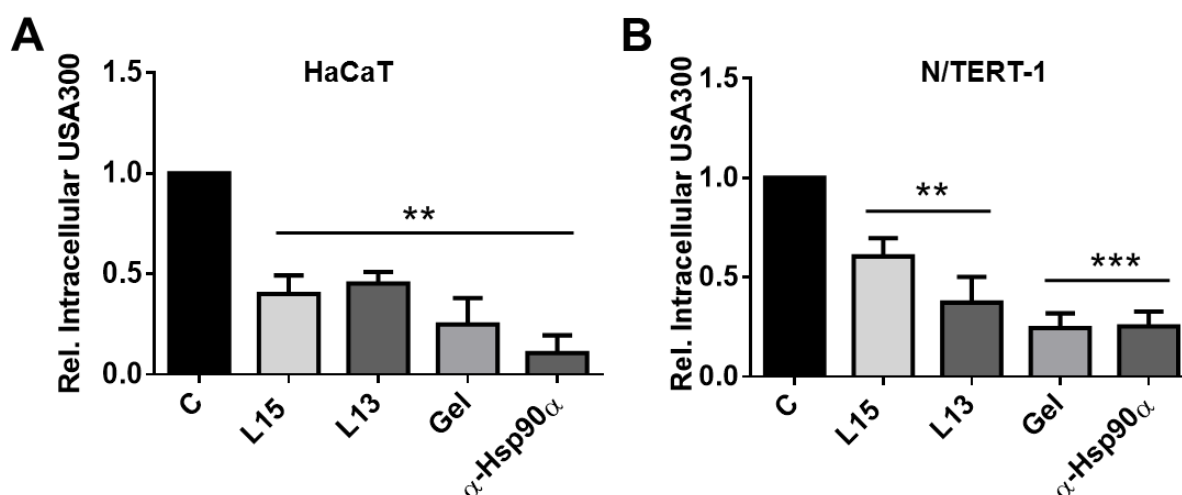 A
HaCaT
Rel. Intracellular USA300
1.5
1.0
0.5
0.0
**
C
L15
L13
Gel
α-Hsp90α
B
N/TERT-1
Rel. Intracellular USA300
1.5
1.0
0.5
0.0
**
***
C
L15
L13
Gel
α-Hsp90α